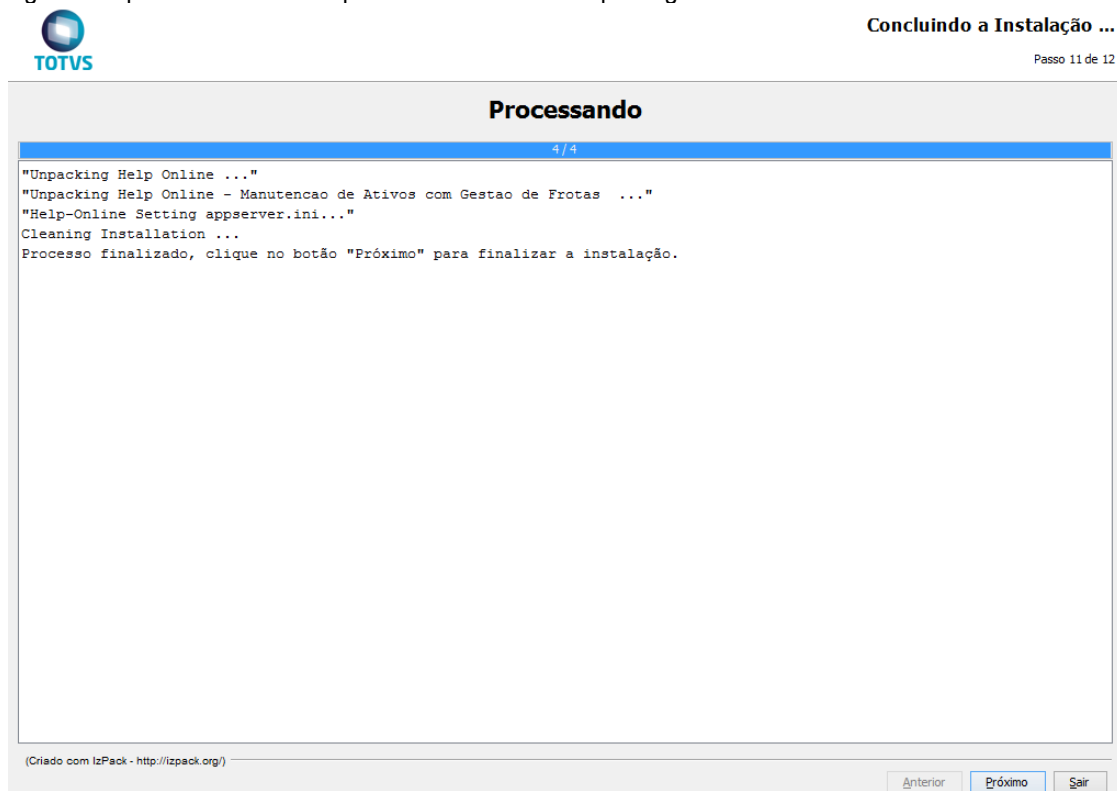 Concluindo a Instalação ...
TOTVS
Passo 11 de 12
Processando
4 / 4
"Unpacking Help Online ..."
"Unpacking Help Online - Manutencao de Ativos com Gestao de Frotas  ..."
"Help-Online Setting appserver.ini..."
Cleaning Installation ...
Processo finalizado, clique no botão "Próximo" para finalizar a instalação.
(Criado com IzPack - http://izpack.org/)
Anterior Próximo Sair